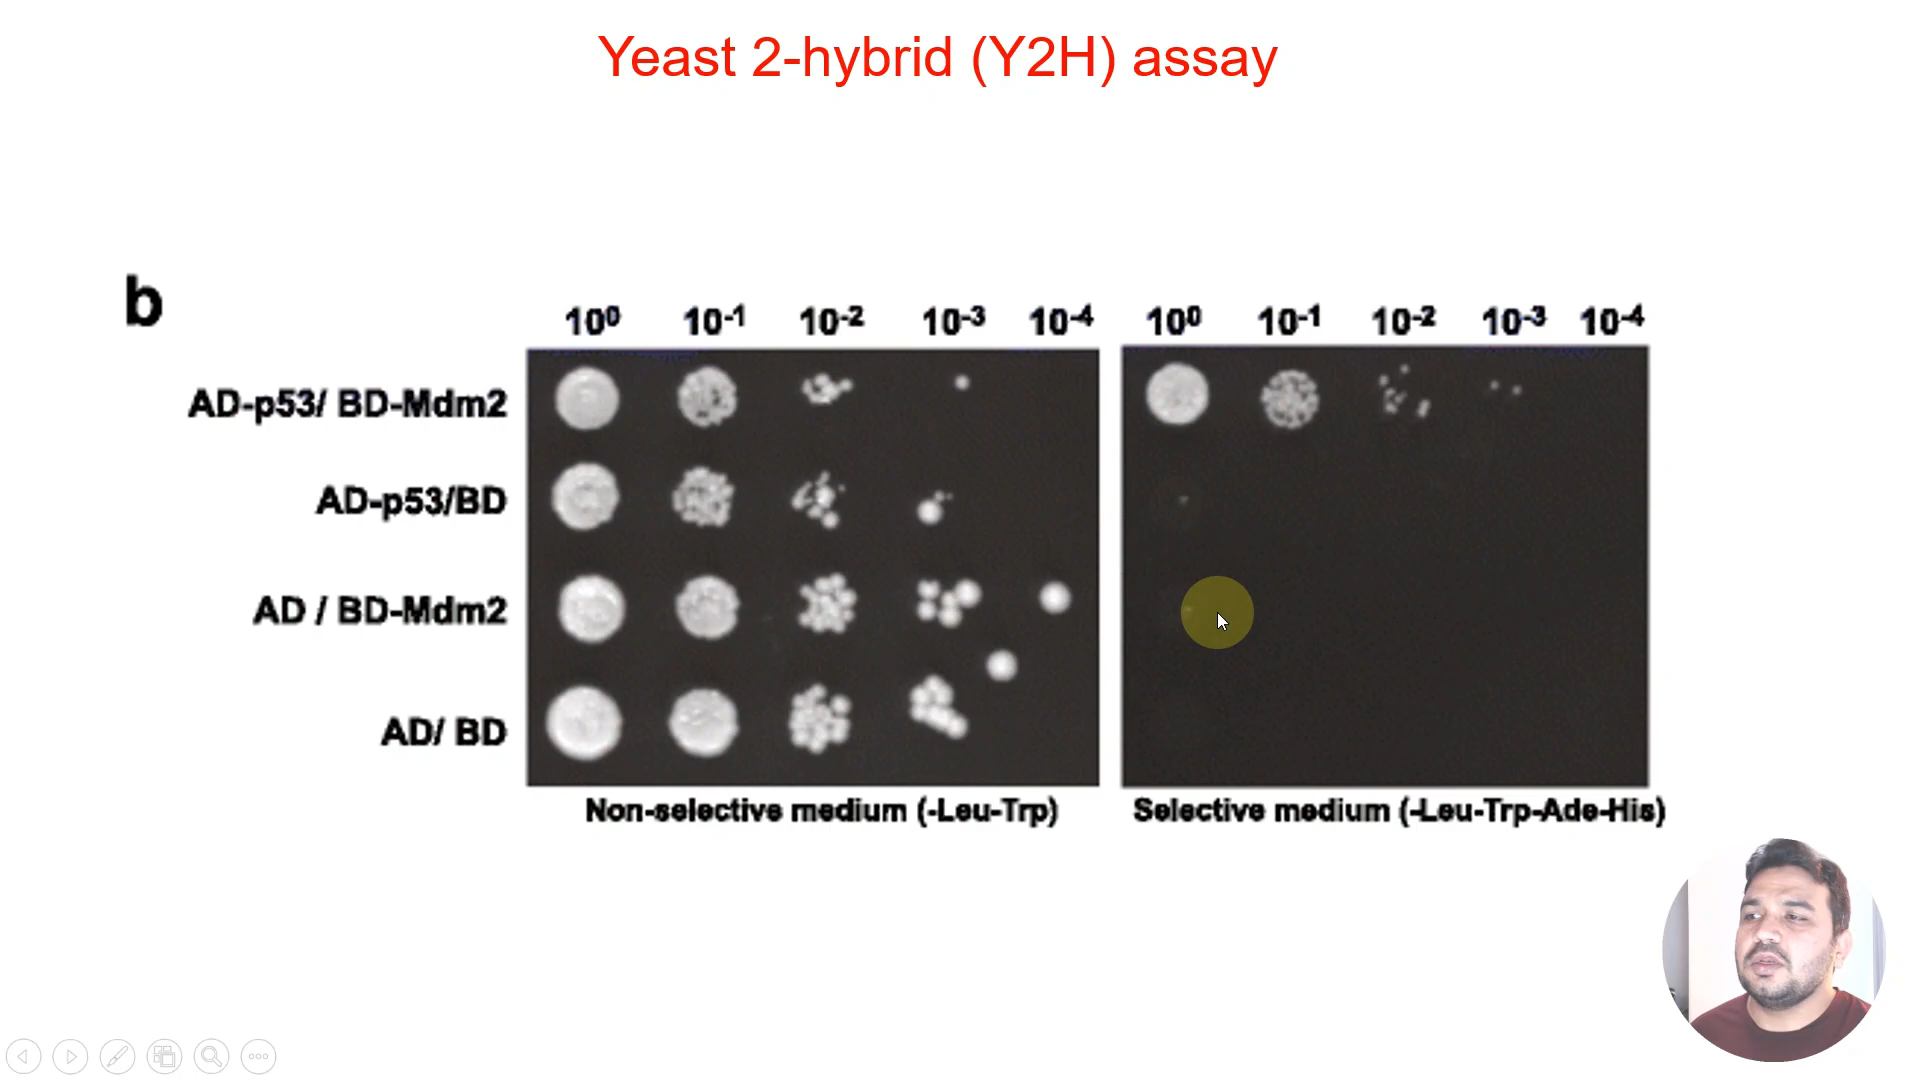 Yeast 2-hybrid (Y2H) assay
b
10⁰ 10⁻¹ 10⁻² 10⁻³ 10⁻⁴ 10⁰ 10⁻¹ 10⁻² 10⁻³ 10⁻⁴
AD-p53/ BD-Mdm2
AD-p53/BD
AD / BD-Mdm2
AD/ BD
Non-selective medium (-Leu-Trp) Selective medium (-Leu-Trp-Ade-His)